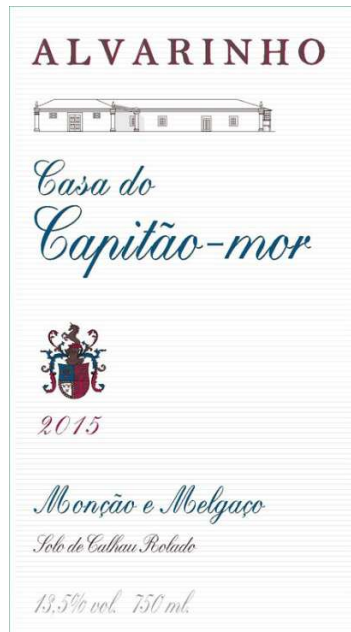 ALVARINHO
Casa do
Capitão-mor
2015
Monção e Melgaço
Solo de Calhau Rolado
13,5% vol. 750 ml.